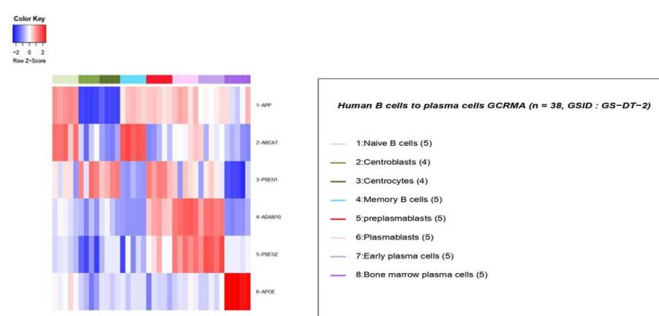 Color Key
-2 0 2
Row Z-Score
1-APP
2-ABCA7
3-PSEN1
4-ADAM10
5-PSEN2
6-APOE
Human B cells to plasma cells GCRMA (n = 38, GSID : GS-DT-2)
1:Naive B cells (5)
2:Centroblasts (4)
3:Centrocytes (4)
4:Memory B cells (5)
5:preplasmablasts (5)
6:Plasmablasts (5)
7:Early plasma cells (5)
8:Bone marrow plasma cells (5)